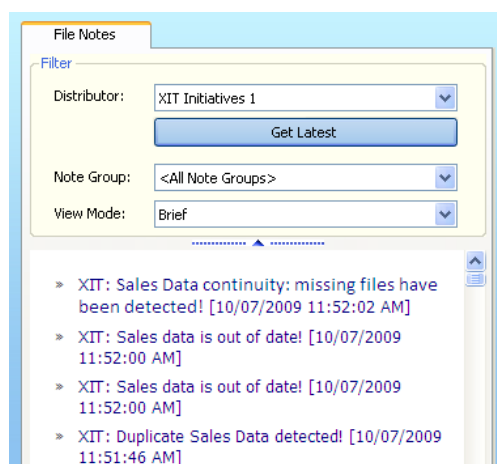 File Notes
Filter
Distributor:
XIT Initiatives 1
Get Latest
Note Group:
<All Note Groups>
View Mode:
Brief
» XIT: Sales Data continuity: missing files have
been detected! [10/07/2009 11:52:02 AM]
» XIT: Sales data is out of date! [10/07/2009
11:52:00 AM]
» XIT: Sales data is out of date! [10/07/2009
11:52:00 AM]
» XIT: Duplicate Sales Data detected! [10/07/2009
11:51:46 AM]